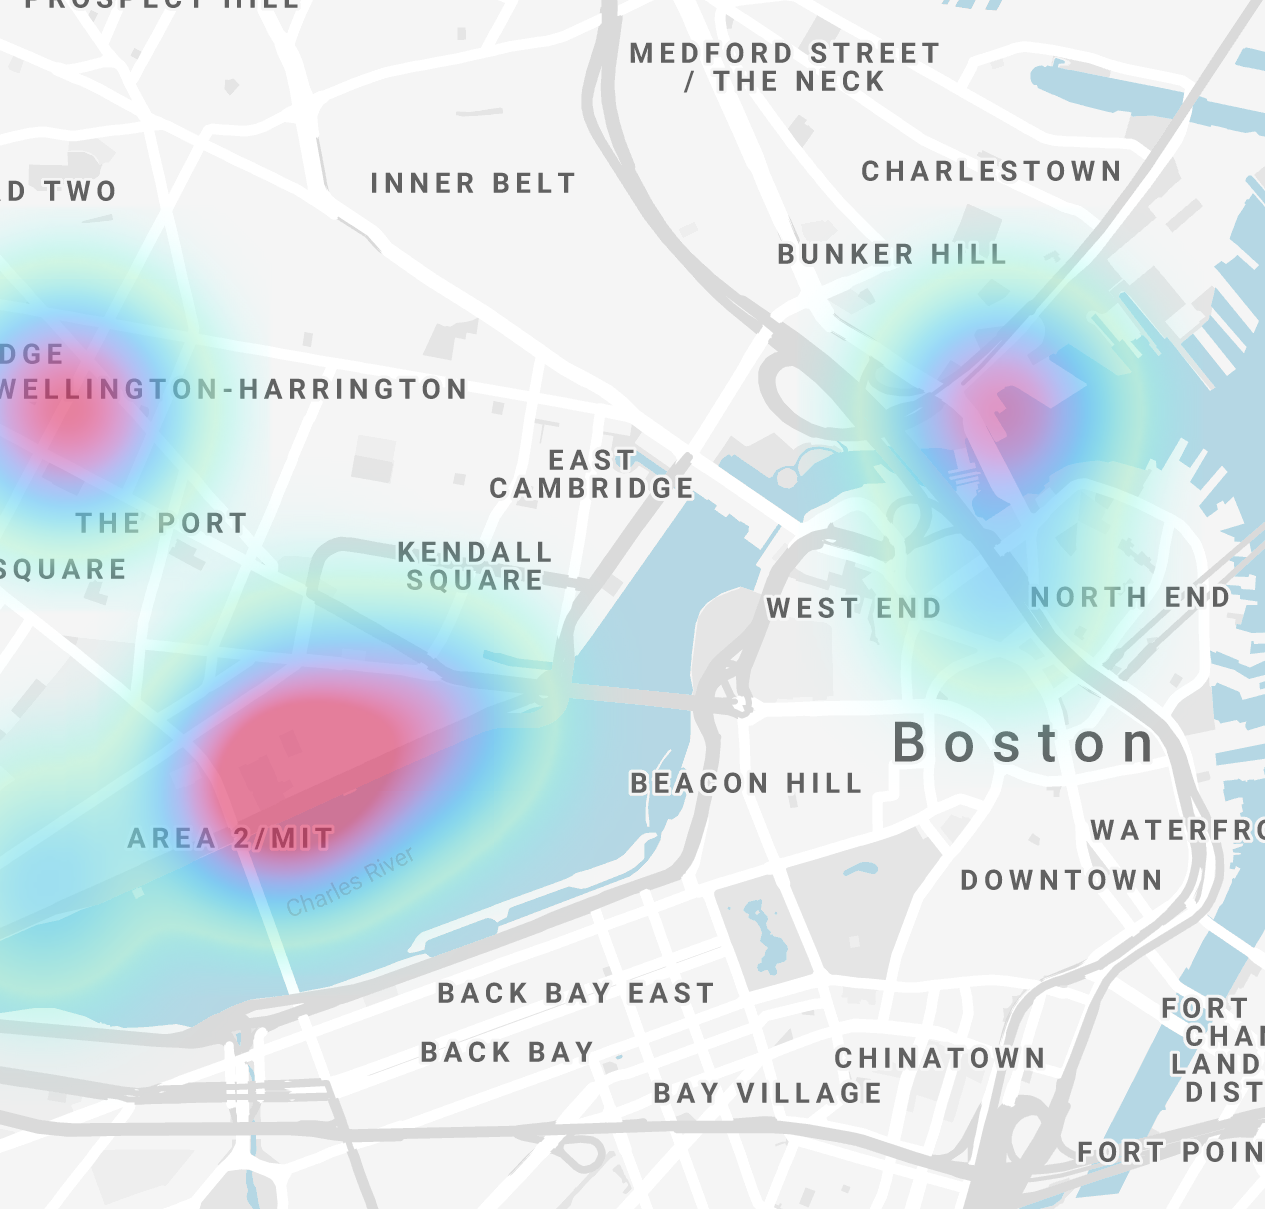 PROSPECT HILL
MEDFORD STREET
/ THE NECK
CHARLESTOWN
INNER BELT
D TWO
BUNKER HILL
DGE
WELLINGTON-HARRINGTON
EAST
CAMBRIDGE
THE PORT
KENDALL
SQUARE
SQUARE
WEST END
NORTH END
Boston
BEACON HILL
WATERFRO
AREA 2/MIT
Charles River
DOWNTOWN
BACK BAY EAST
FORT
CHA
LAND
DIST
BACK BAY
CHINATOWN
BAY VILLAGE
FORT POIN